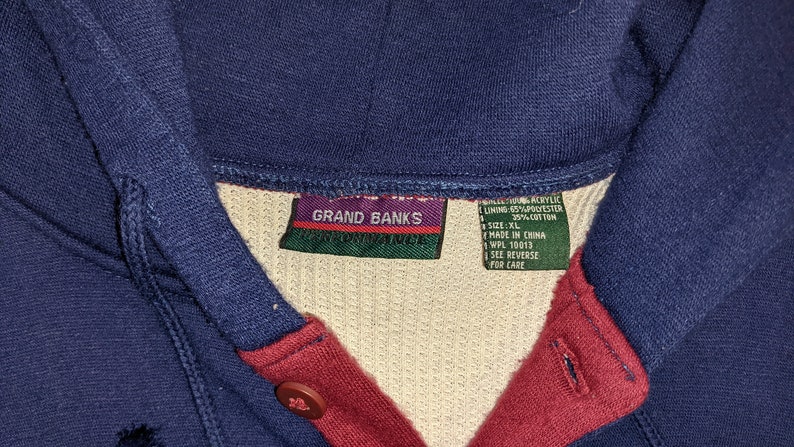 GRAND BANKS
PERFORMANCE
100% ACRYLIC
LINING:65%POLYESTER
35%COTTON
SIZE:XL
MADE IN CHINA
WPL 10013
SEE REVERSE
FOR CARE